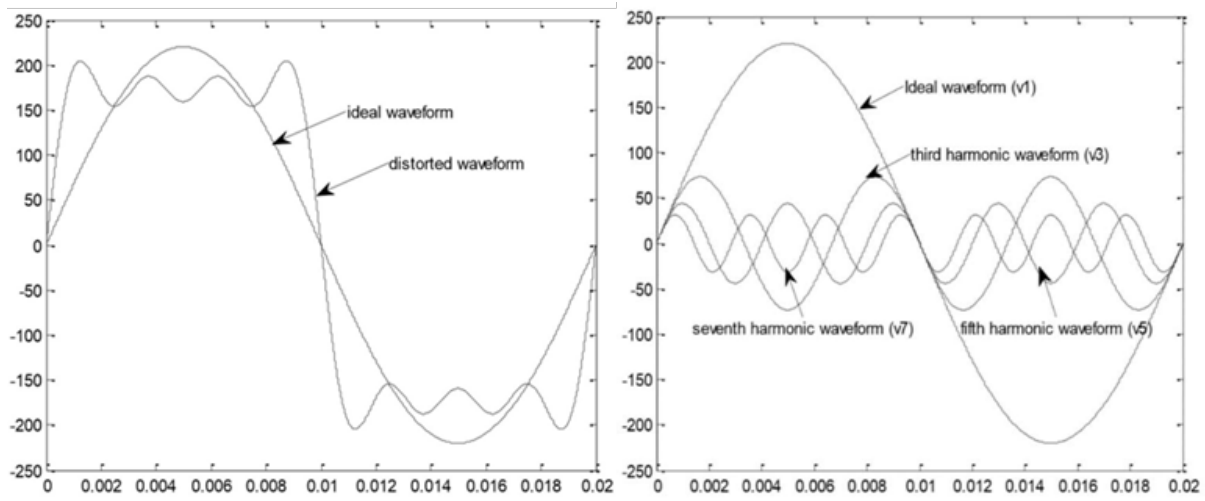 250
200
150
100
50
0
-50
-100
-150
-200
-250
0 0.002 0.004 0.006 0.008 0.01 0.012 0.014 0.016 0.018 0.02
ideal waveform
distorted waveform
250
200
150
100
50
0
-50
-100
-150
-200
-250
0 0.002 0.004 0.006 0.008 0.01 0.012 0.014 0.016 0.018 0.02
Ideal waveform (v1)
third harmonic waveform (v3)
seventh harmonic waveform (v7)
fifth harmonic waveform (v5)